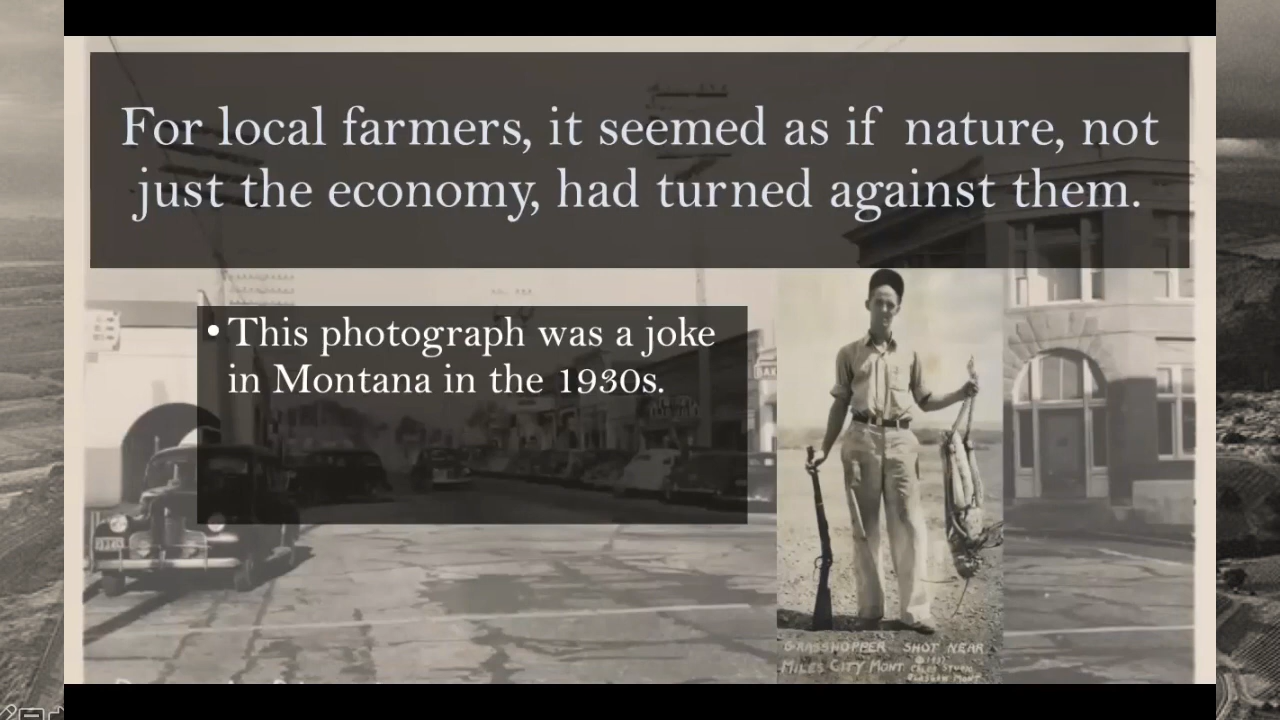 For local farmers, it seemed as if nature, not
just the economy, had turned against them.
• This photograph was a joke
in Montana in the 1930s.
GRASSHOPPER SHOT NEAR
MILES CITY MONT